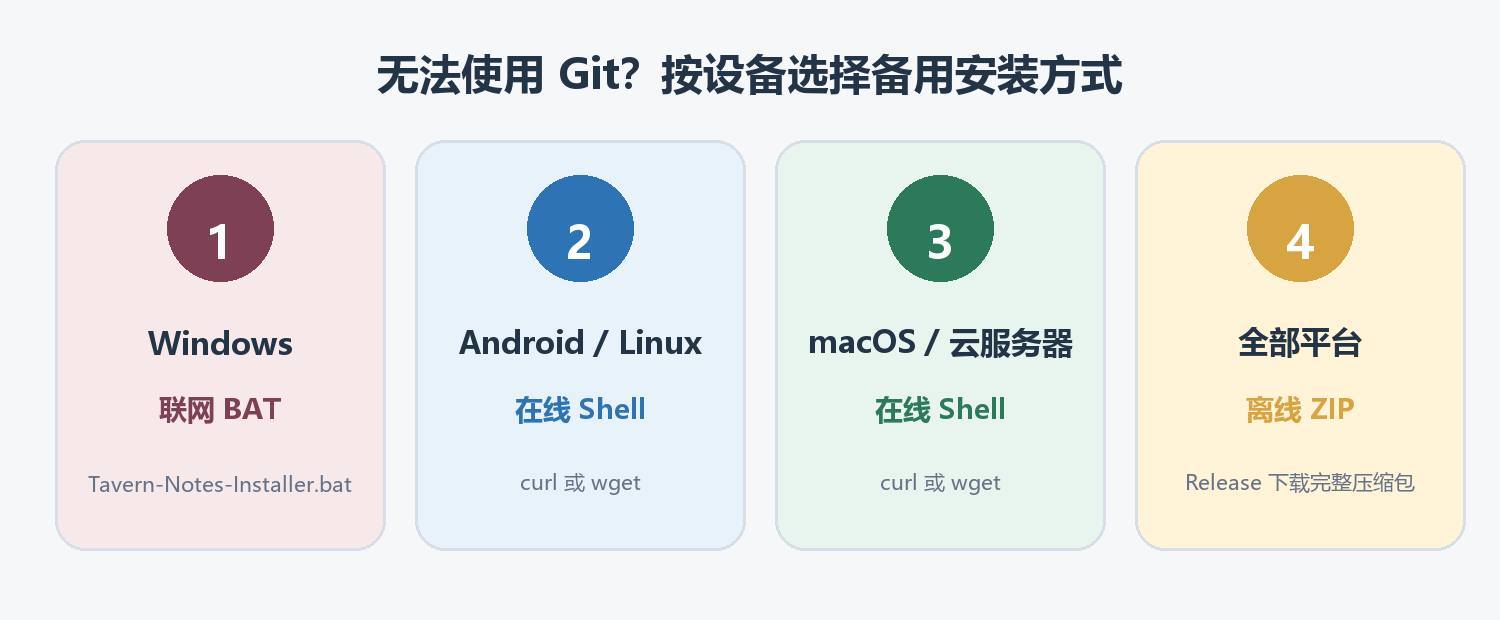 无法使用 Git？按设备选择备用安装方式
1
Windows
联网 BAT
Tavern-Notes-Installer.bat
2
Android / Linux
在线 Shell
curl 或 wget
3
macOS / 云服务器
在线 Shell
curl 或 wget
4
全部平台
离线 ZIP
Release 下载完整压缩包